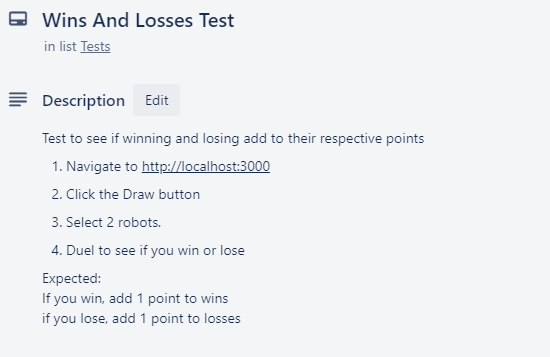 Wins And Losses Test
in list Tests
Description Edit
Test to see if winning and losing add to their respective points
1. Navigate to http://localhost:3000
2. Click the Draw button
3. Select 2 robots.
4. Duel to see if you win or lose
Expected:
If you win, add 1 point to wins
if you lose, add 1 point to losses